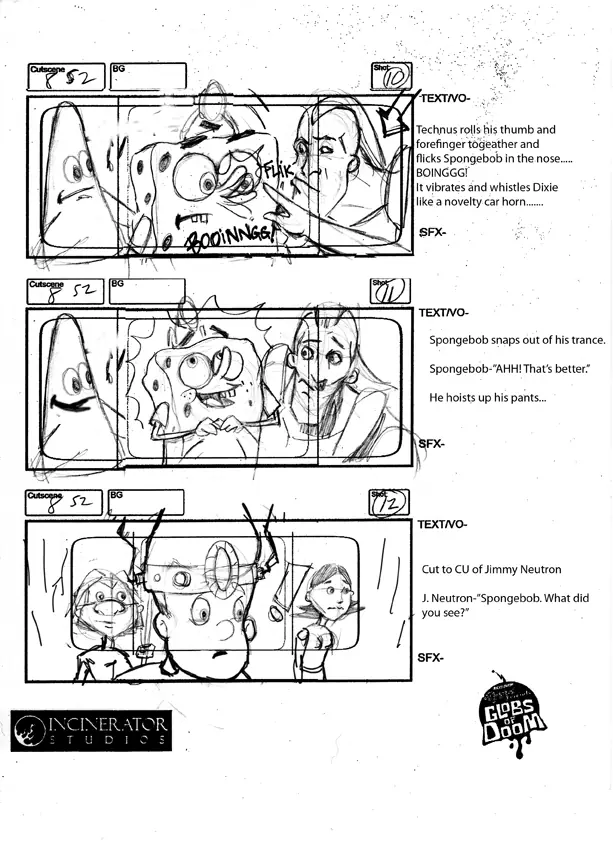 Cutscene
8 52
BG
Shot
10
TEXT/VO-
Technus rolls his thumb and
forefinger togeather and
flicks Spongebob in the nose.....
BOINGGG!
It vibrates and whistles Dixie
like a novelty car horn.......
SFX-
FLIK
BOOINNGG!
Cutscene
8 52
BG
Shot
11
TEXT/VO-
Spongebob snaps out of his trance.
Spongebob-"AHH! That's better."
He hoists up his pants...
SFX-
Cutscene
8 52
BG
Shot
12
TEXT/VO-
Cut to CU of Jimmy Neutron
J. Neutron-"Spongebob. What did
you see?"
SFX-
INCINERATOR
STUDIOS
GLOBS
OF
DOOM